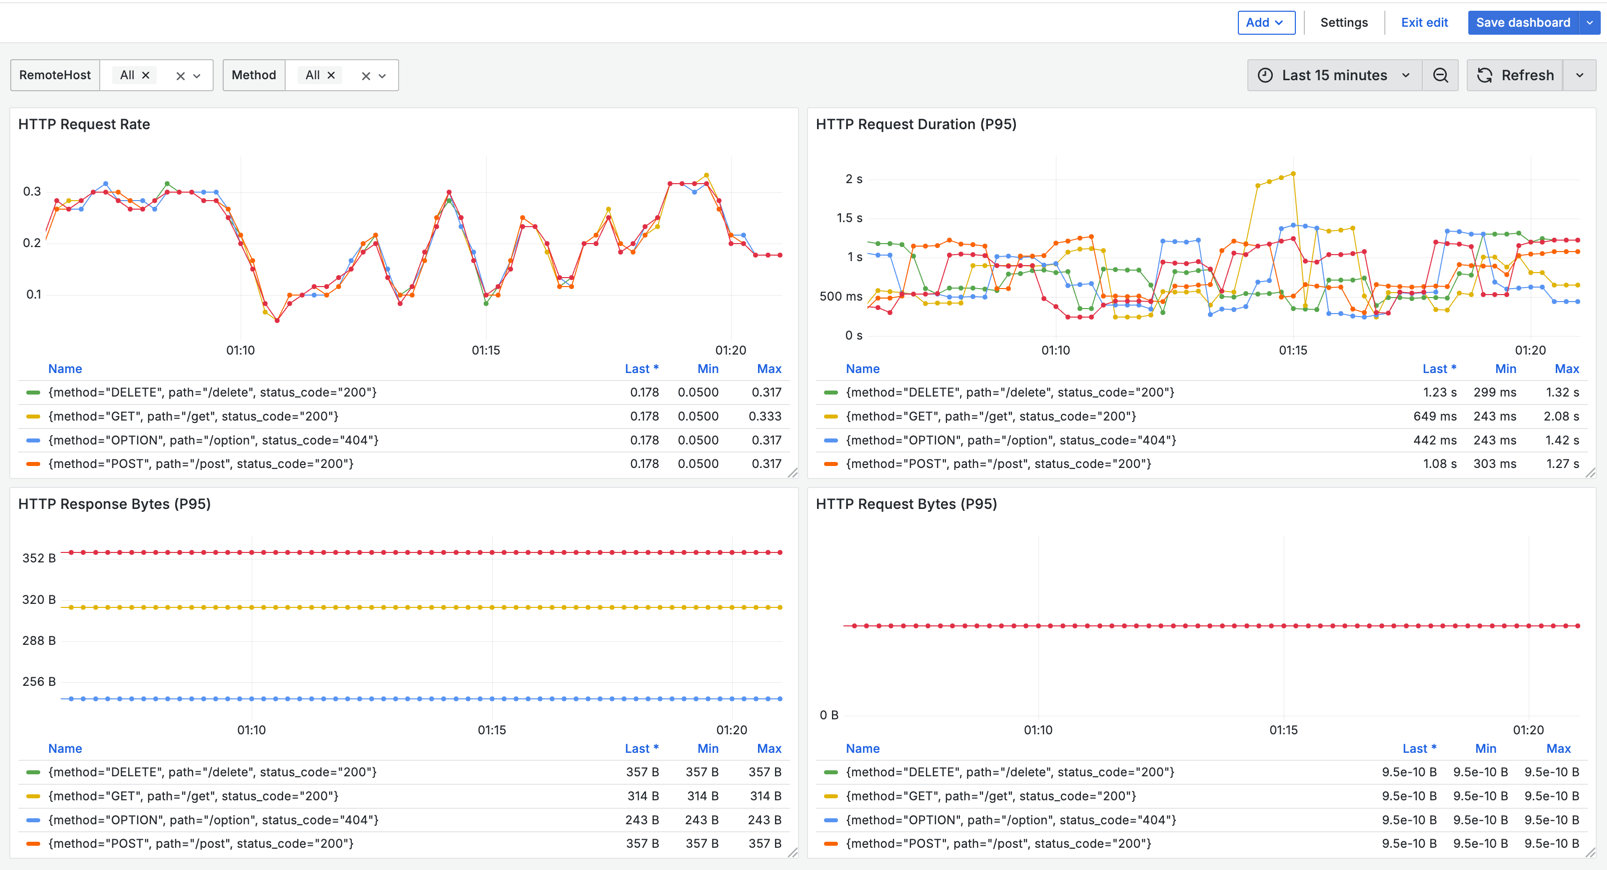 Add Settings Exit edit Save dashboard
RemoteHost All Method All Last 15 minutes Refresh
HTTP Request Rate
0.3
0.2
0.1
01:10 01:15 01:20
Name Last * Min Max
{method="DELETE", path="/delete", status_code="200"} 0.178 0.0500 0.317
{method="GET", path="/get", status_code="200"} 0.178 0.0500 0.333
{method="OPTION", path="/option", status_code="404"} 0.178 0.0500 0.317
{method="POST", path="/post", status_code="200"} 0.178 0.0500 0.317
HTTP Request Duration (P95)
2 s
1.5 s
1 s
500 ms
0 s
01:10 01:15 01:20
Name Last * Min Max
{method="DELETE", path="/delete", status_code="200"} 1.23 s 299 ms 1.32 s
{method="GET", path="/get", status_code="200"} 649 ms 243 ms 2.08 s
{method="OPTION", path="/option", status_code="404"} 442 ms 243 ms 1.42 s
{method="POST", path="/post", status_code="200"} 1.08 s 303 ms 1.27 s
HTTP Response Bytes (P95)
352 B
320 B
288 B
256 B
01:10 01:15 01:20
Name Last * Min Max
{method="DELETE", path="/delete", status_code="200"} 357 B 357 B 357 B
{method="GET", path="/get", status_code="200"} 314 B 314 B 314 B
{method="OPTION", path="/option", status_code="404"} 243 B 243 B 243 B
{method="POST", path="/post", status_code="200"} 357 B 357 B 357 B
HTTP Request Bytes (P95)
0 B
01:10 01:15 01:20
Name Last * Min Max
{method="DELETE", path="/delete", status_code="200"} 9.5e-10 B 9.5e-10 B 9.5e-10 B
{method="GET", path="/get", status_code="200"} 9.5e-10 B 9.5e-10 B 9.5e-10 B
{method="OPTION", path="/option", status_code="404"} 9.5e-10 B 9.5e-10 B 9.5e-10 B
{method="POST", path="/post", status_code="200"} 9.5e-10 B 9.5e-10 B 9.5e-10 B